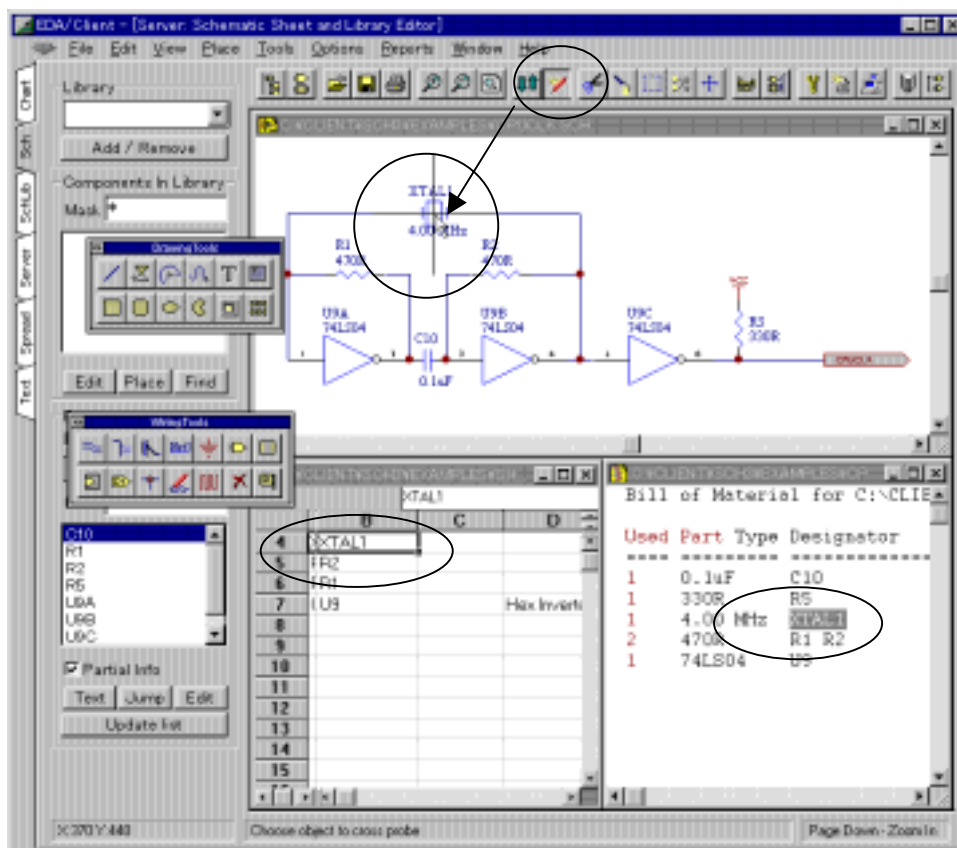 EDA/Client - [Server: Schematic Sheet and Library Editor]
File Edit View Place Tools Options Reports Window Help
Chart
Sch
SchLib
Server
Spread
Text
Library
Add / Remove
Components In Library
Mask *
DrawingTools
T
Edit Place Find
WiringTools
C10
R1
R2
R5
U9A
U9B
U9C
Partial Info
Text Jump Edit
Update list
XTAL1
4.00 MHz
R1
470R
R2
470R
U9A
74LS04
C10
0.1uF
U9B
74LS04
U9C
74LS04
R5
330R
XTAL1
B C D
4 XTAL1
5 R2
6 R1
7 U9 Hex Invert
8
9
10
11
12
13
14
15
Bill of Material for C:\CLIE
Used Part Type Designator
1 0.1uF C10
1 330R R5
1 4.00 MHz XTAL1
2 470R R1 R2
1 74LS04 U9
X:370 Y:440
Choose object to cross probe
Page Down - Zoom In